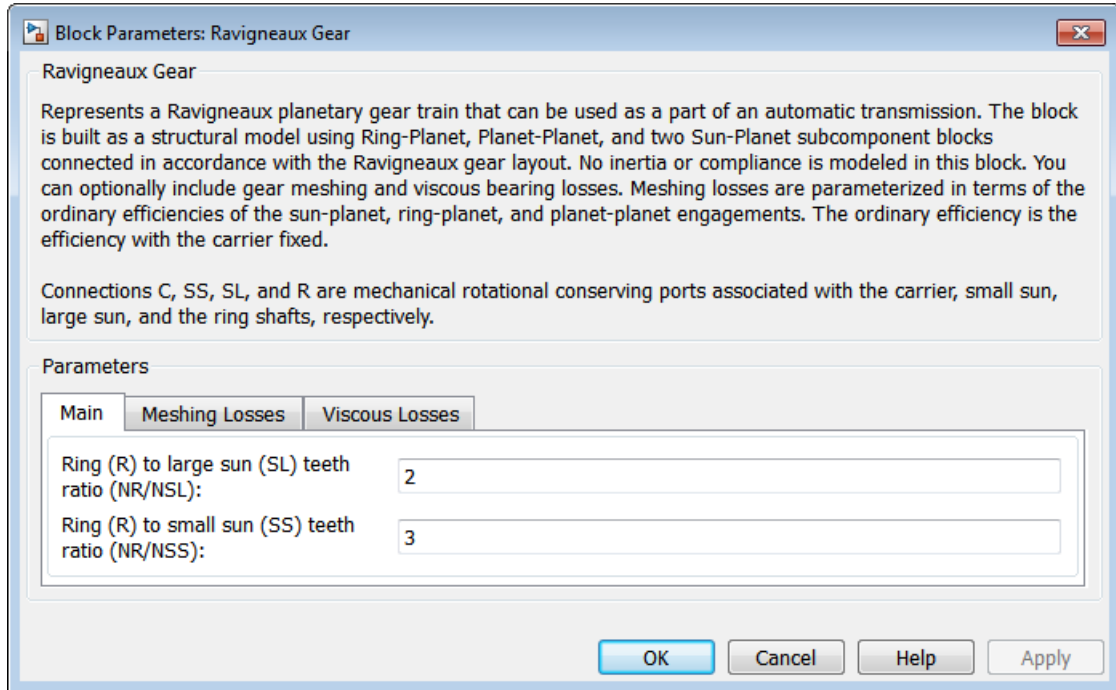 Block Parameters: Ravigneaux Gear
Ravigneaux Gear
Represents a Ravigneaux planetary gear train that can be used as a part of an automatic transmission. The block
is built as a structural model using Ring-Planet, Planet-Planet, and two Sun-Planet subcomponent blocks
connected in accordance with the Ravigneaux gear layout. No inertia or compliance is modeled in this block. You
can optionally include gear meshing and viscous bearing losses. Meshing losses are parameterized in terms of the
ordinary efficiencies of the sun-planet, ring-planet, and planet-planet engagements. The ordinary efficiency is the
efficiency with the carrier fixed.
Connections C, SS, SL, and R are mechanical rotational conserving ports associated with the carrier, small sun,
large sun, and the ring shafts, respectively.
Parameters
Main Meshing Losses Viscous Losses
Ring (R) to large sun (SL) teeth
ratio (NR/NSL):
2
Ring (R) to small sun (SS) teeth
ratio (NR/NSS):
3
OK Cancel Help Apply